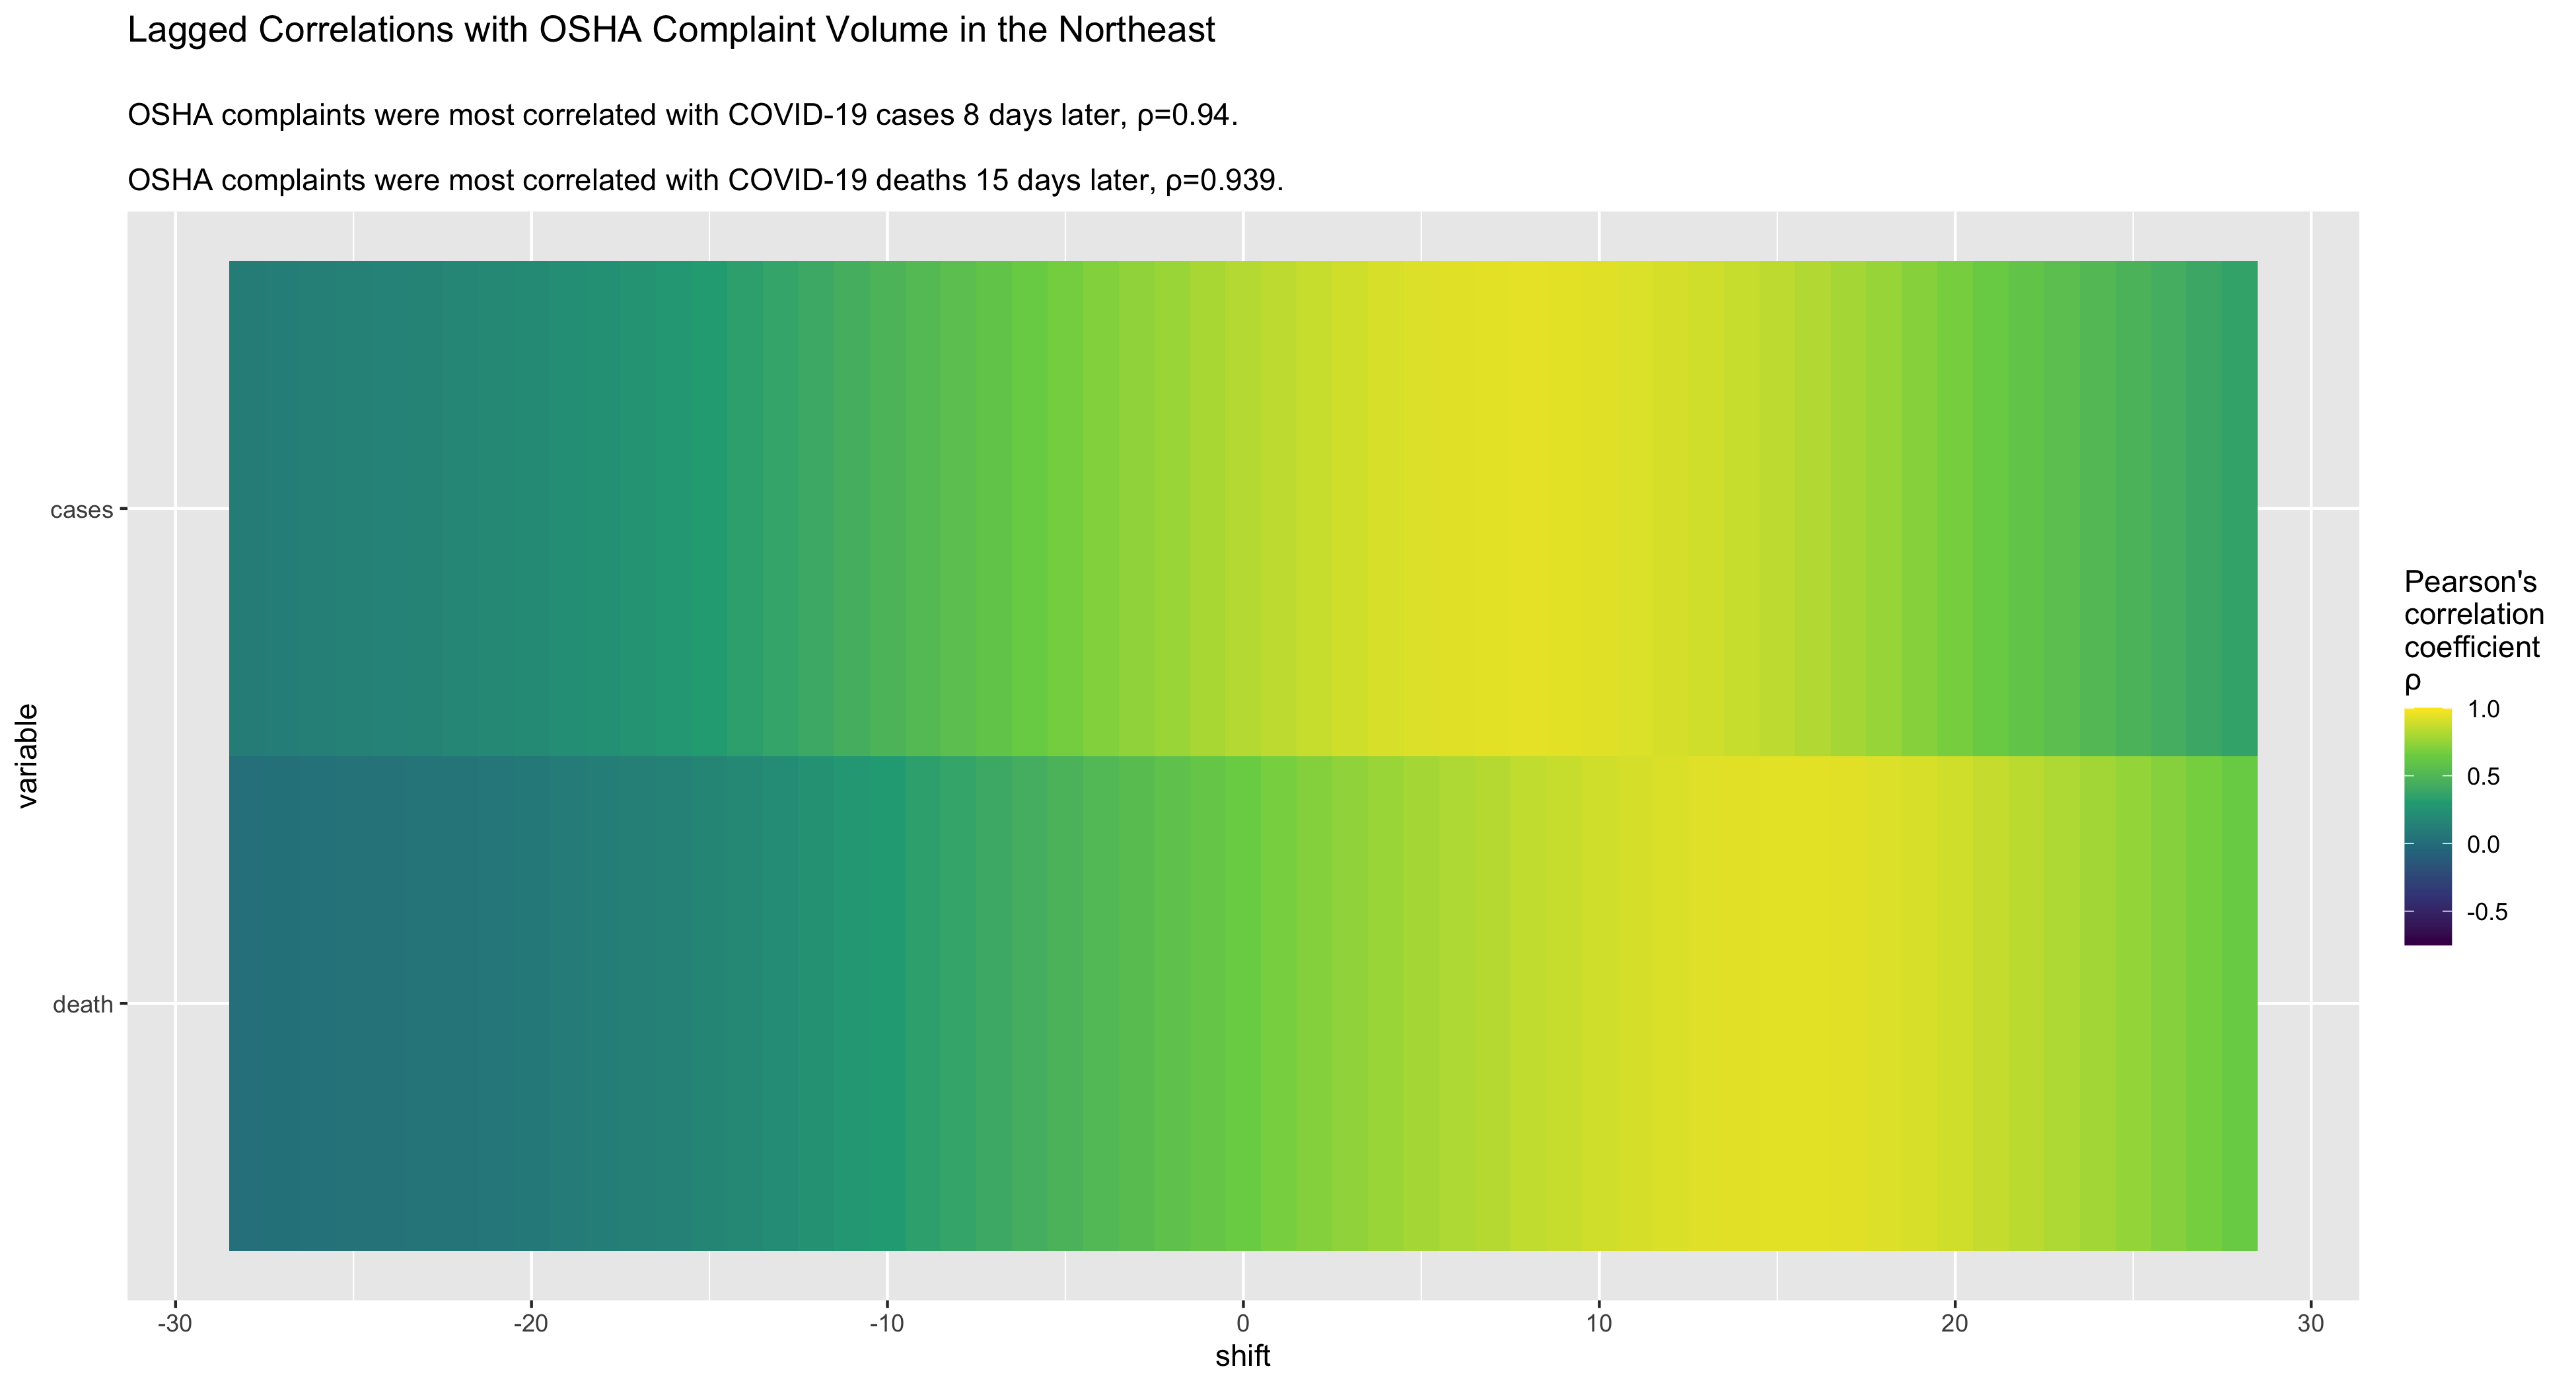 Lagged Correlations with OSHA Complaint Volume in the Northeast
OSHA complaints were most correlated with COVID-19 cases 8 days later, ρ=0.94.
OSHA complaints were most correlated with COVID-19 deaths 15 days later, ρ=0.939.
variable
cases
death
-30
-20
-10
0
10
20
30
shift
Pearson's
correlation
coefficient
ρ
1.0
0.5
0.0
-0.5